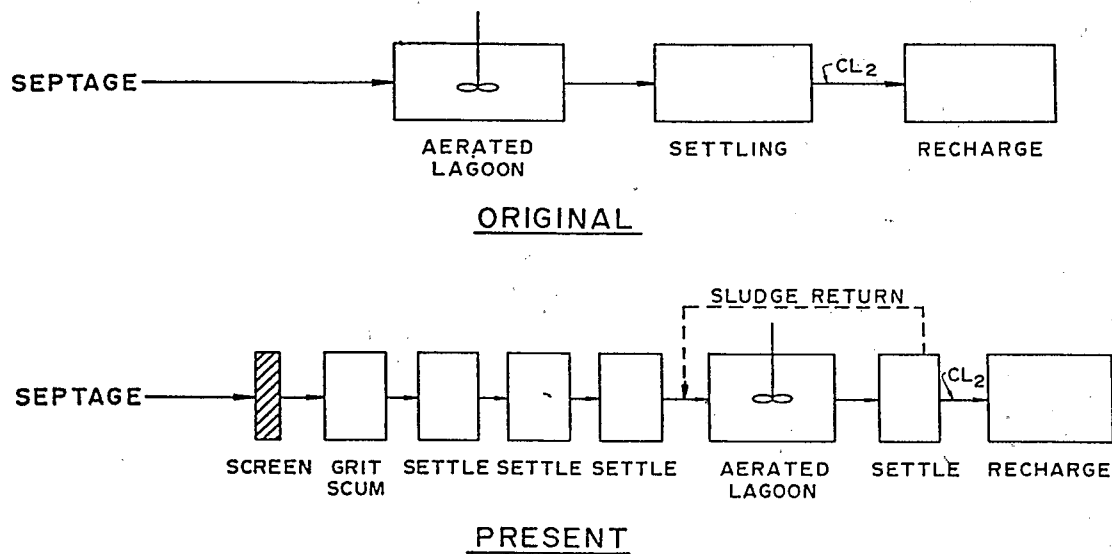 SEPTAGE
CL2
AERATED
LAGOON
SETTLING
RECHARGE
ORIGINAL
SLUDGE RETURN
SEPTAGE
CL2
SCREEN
GRIT
SCUM
SETTLE
SETTLE
SETTLE
AERATED
LAGOON
SETTLE
RECHARGE
PRESENT